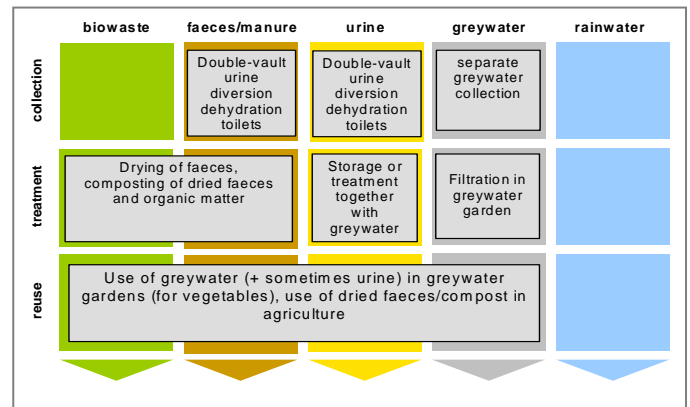 biowaste faeces/manure urine greywater rainwater
collection
Double-vault
urine
diversion
dehydration
toilets
Double-vault
urine
diversion
dehydration
toilets
separate
greywater
collection
treatment
Drying of faeces,
composting of dried faeces
and organic matter
Storage or
treatment
together
with
greywater
Filtration in
greywater
garden
reuse
Use of greywater (+ sometimes urine) in greywater
gardens (for vegetables), use of dried faeces/compost in
agriculture